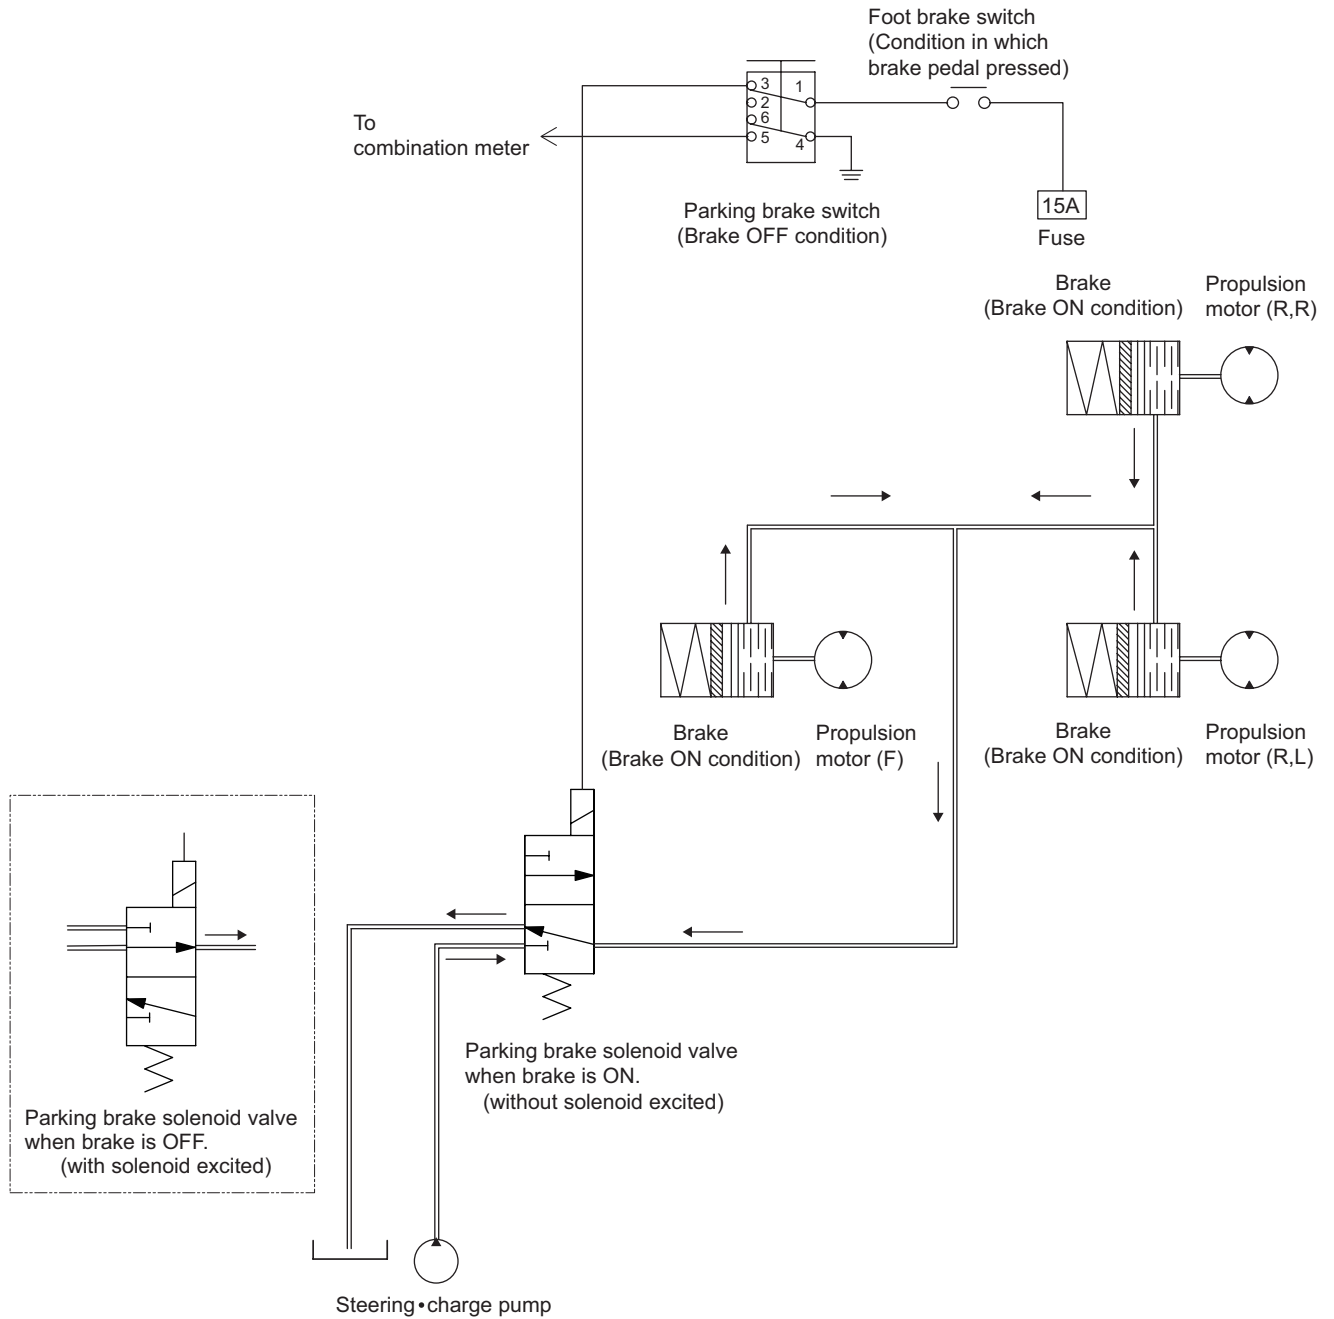 Foot brake switch
(Condition in which
brake pedal pressed)
3 1
2
6
5 4
To
combination meter
15A
Fuse
Parking brake switch
(Brake OFF condition)
Brake
(Brake ON condition)
Propulsion
motor (R,R)
Brake
(Brake ON condition)
Propulsion
motor (F)
Brake
(Brake ON condition)
Propulsion
motor (R,L)
Parking brake solenoid valve
when brake is ON.
(without solenoid excited)
Parking brake solenoid valve
when brake is OFF.
(with solenoid excited)
Steering•charge pump